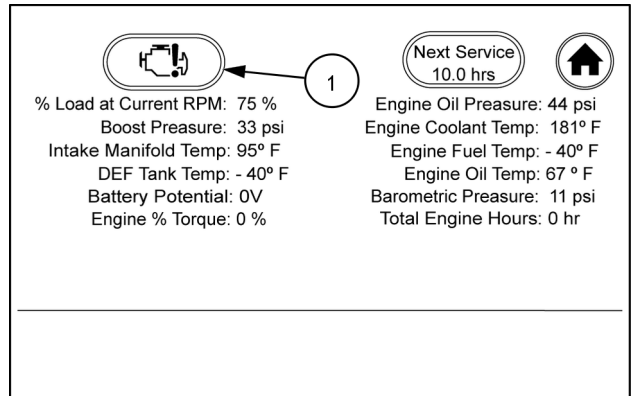 Next Service
10.0 hrs
1
% Load at Current RPM: 75 %
Boost Preasure: 33 psi
Intake Manifold Temp: 95º F
DEF Tank Temp: - 40º F
Battery Potential: 0V
Engine % Torque: 0 %
Engine Oil Preasure: 44 psi
Engine Coolant Temp: 181º F
Engine Fuel Temp: - 40º F
Engine Oil Temp: 67 º F
Barometric Preasure: 11 psi
Total Engine Hours: 0 hr